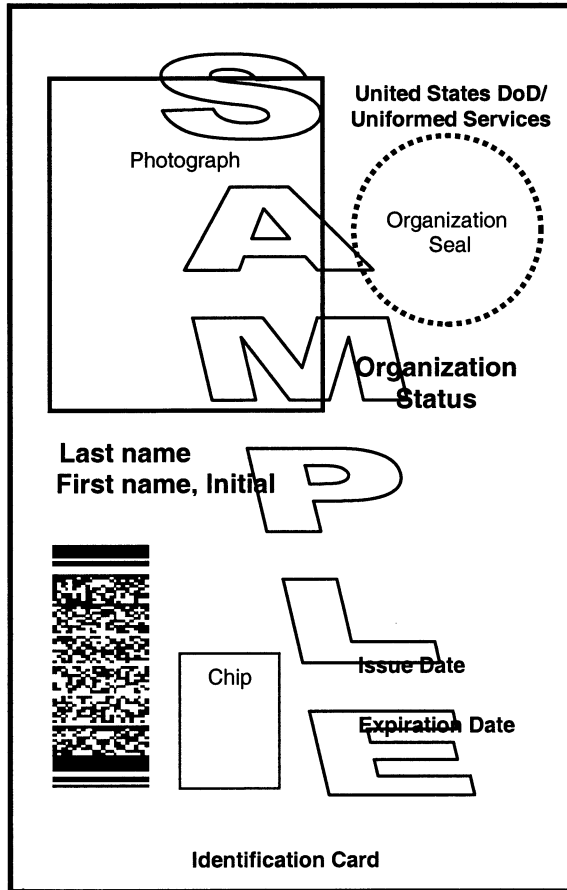 SAMPLE
United States DoD/
Uniformed Services
Photograph
Organization
Seal
Organization
Status
Last name
First name, Initial
Chip
Issue Date
Expiration Date
Identification Card